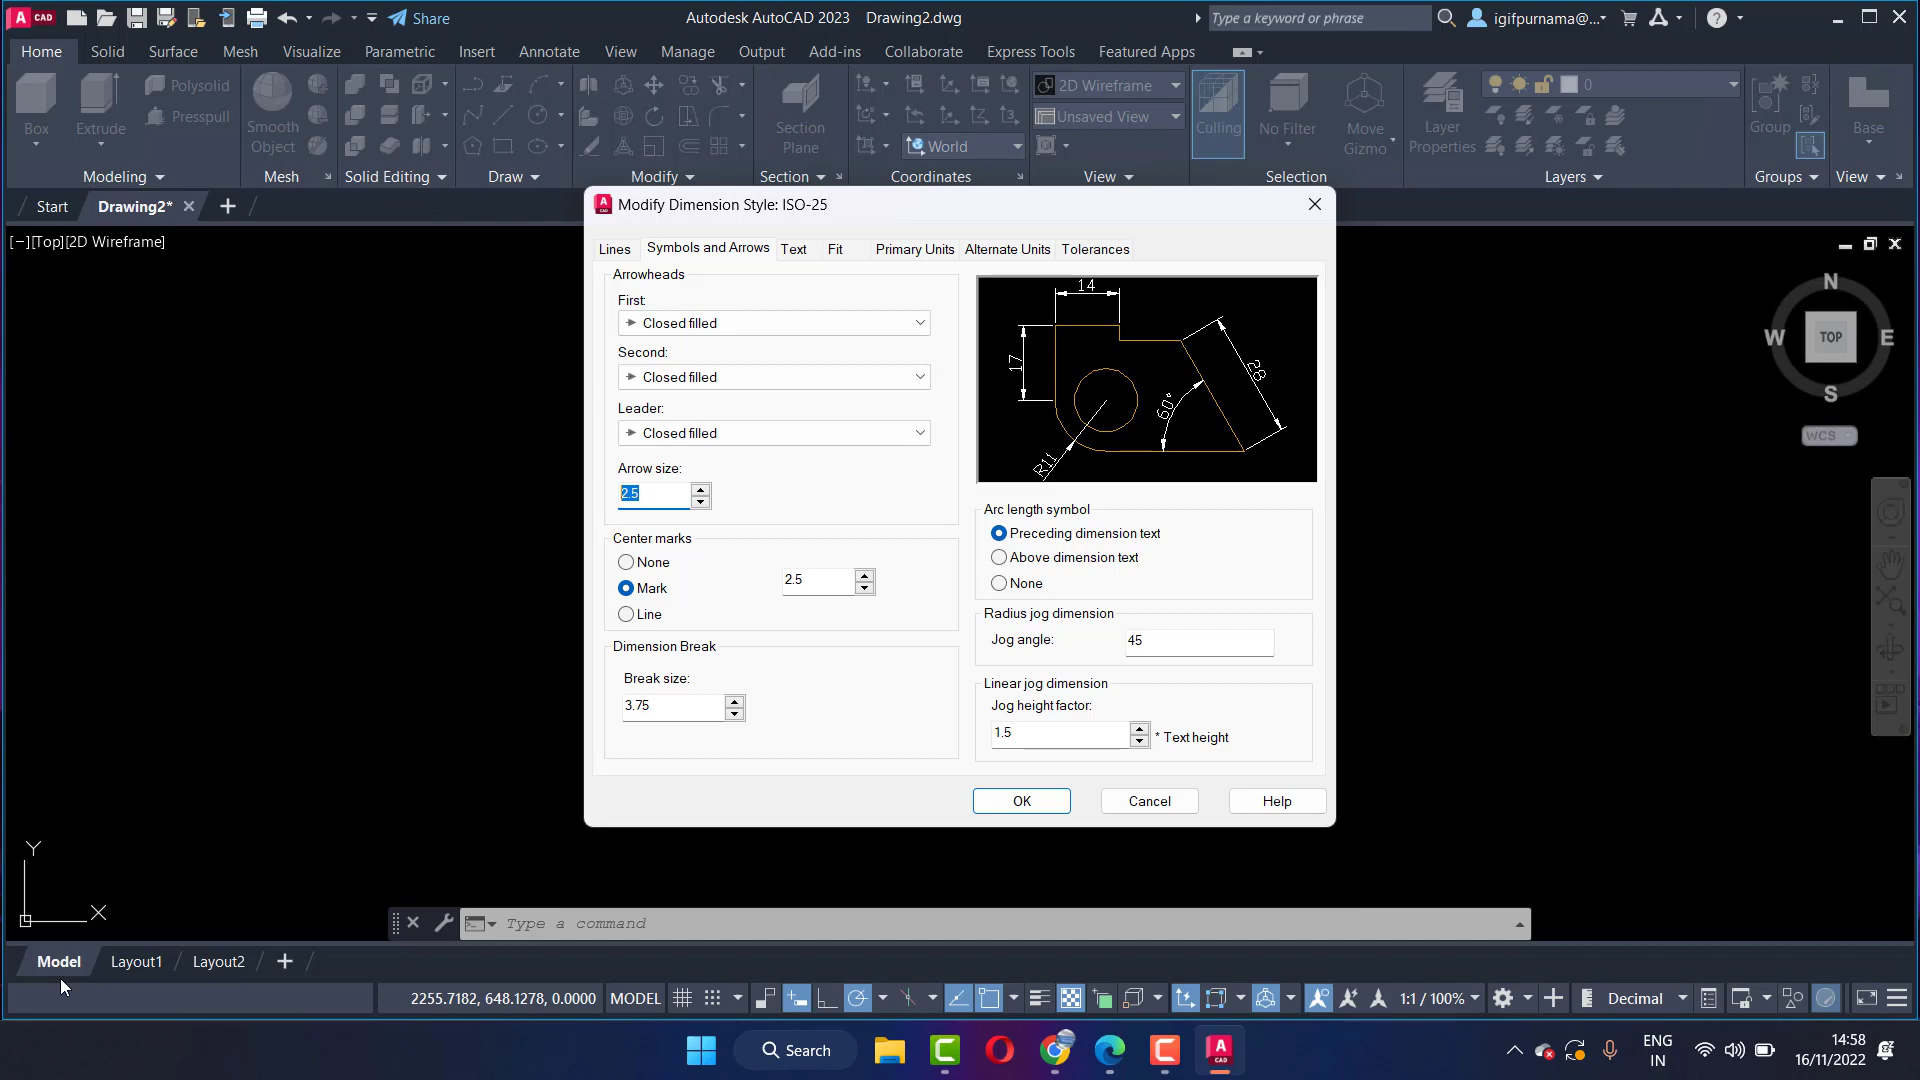 CAD
Share
Autodesk AutoCAD 2023 Drawing2.dwg
Type a keyword or phrase
igifpurnama@...
Home Solid Surface Mesh Visualize Parametric Insert Annotate View Manage Output Add-ins Collaborate Express Tools Featured Apps
Box
Extrude
Polysolid
Presspull
Smooth
Object
Section
Plane
World
2D Wireframe
Unsaved View
Culling
No Filter
Move
Gizmo
Layer
Properties
0
Group
Base
Modeling Mesh Solid Editing Draw Modify Section Coordinates View Selection Layers Groups View
Start Drawing2*
[−][Top][2D Wireframe]
Modify Dimension Style: ISO-25
Lines Symbols and Arrows Text Fit Primary Units Alternate Units Tolerances
Arrowheads
First:
Closed filled
Second:
Closed filled
Leader:
Closed filled
Arrow size:
2.5
Center marks
None
Mark
2.5
Line
Dimension Break
Break size:
3.75
14
17
28
60°
R11
Arc length symbol
Preceding dimension text
Above dimension text
None
Radius jog dimension
Jog angle:
45
Linear jog dimension
Jog height factor:
1.5
* Text height
OK Cancel Help
N
W TOP E
S
WCS
Y
X
Type a command
Model Layout1 Layout2
2255.7182, 648.1278, 0.0000 MODEL 1:1 / 100% Decimal
Search
CAD
ENG
IN
14:58
16/11/2022